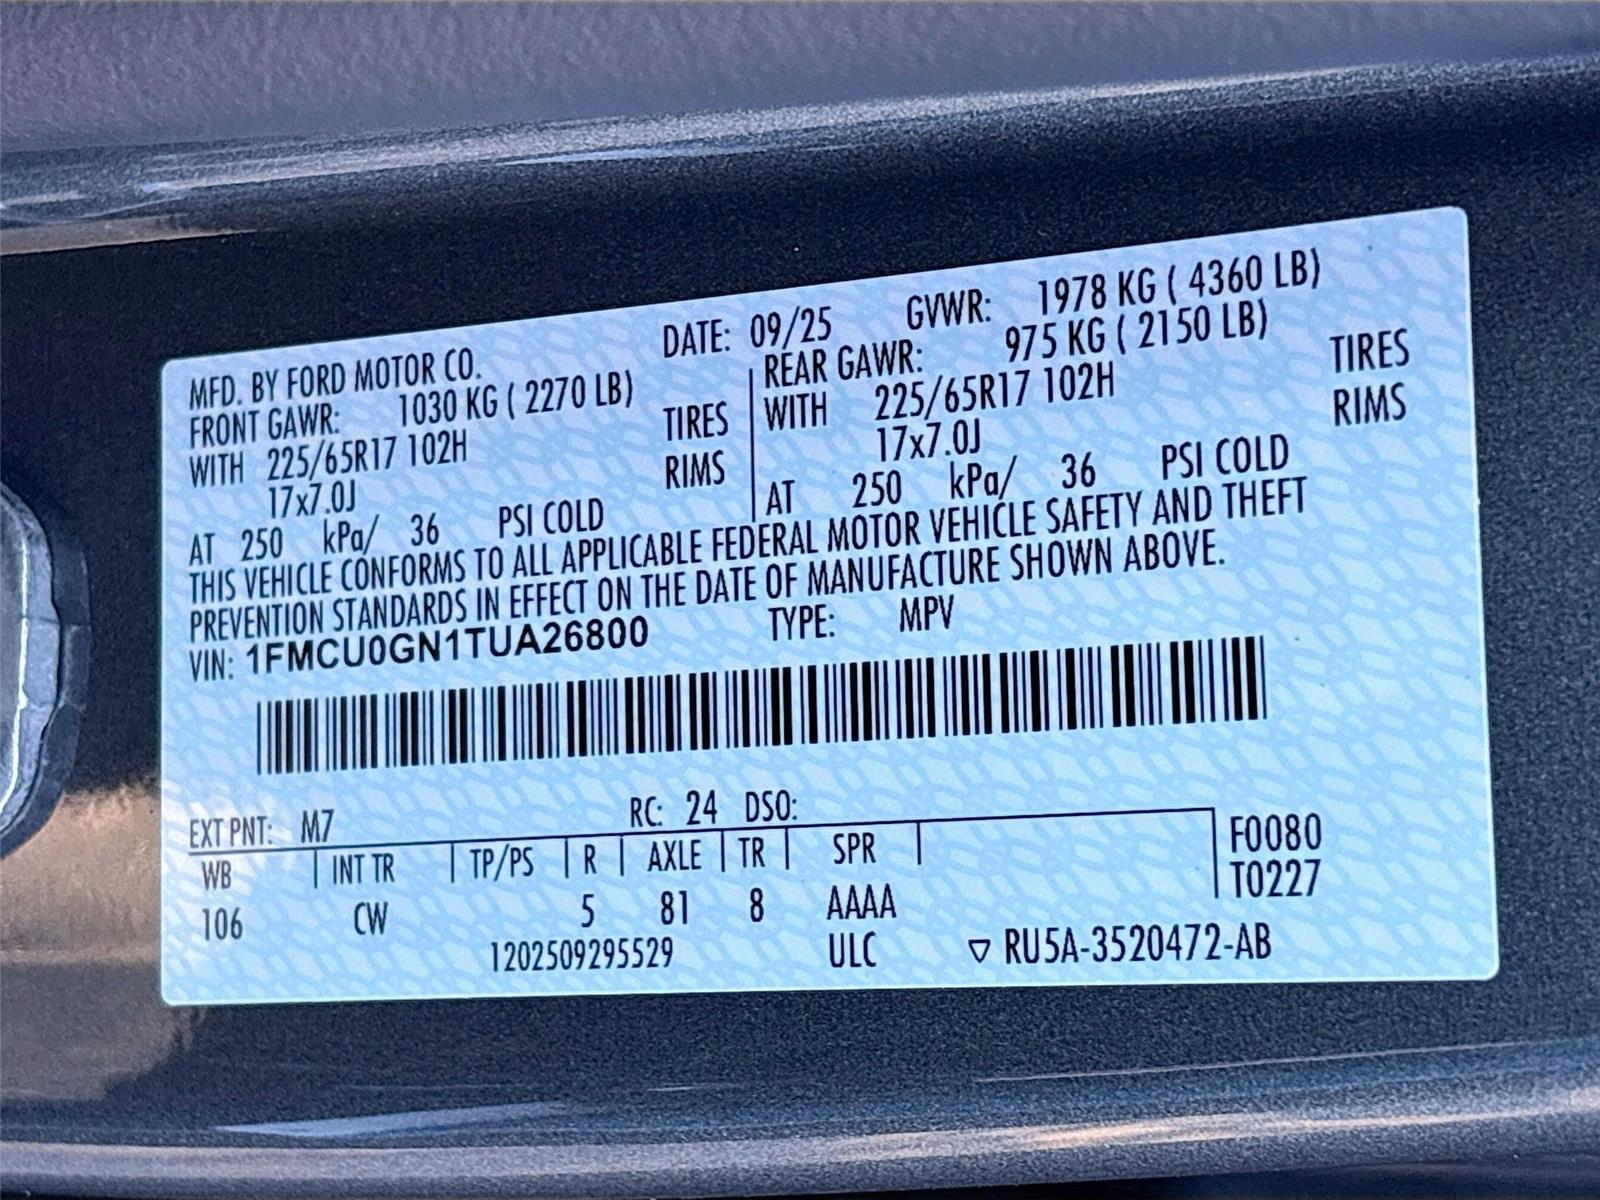 MFD. BY FORD MOTOR CO. DATE: 09/25 GVWR: 1978 KG ( 4360 LB)
FRONT GAWR: 1030 KG ( 2270 LB)
WITH 225/65R17 102H TIRES
17x7.0J RIMS
AT 250 kPa/ 36 PSI COLD
REAR GAWR: 975 KG ( 2150 LB)
WITH 225/65R17 102H TIRES
17x7.0J RIMS
AT 250 kPa/ 36 PSI COLD
THIS VEHICLE CONFORMS TO ALL APPLICABLE FEDERAL MOTOR VEHICLE SAFETY AND THEFT
PREVENTION STANDARDS IN EFFECT ON THE DATE OF MANUFACTURE SHOWN ABOVE.
VIN: 1FMCU0GN1TUA26800 TYPE: MPV
EXT PNT: M7 RC: 24 DSO:
WB INT TR TP/PS R AXLE TR SPR F0080
106 CW 5 81 8 AAAA T0227
1202509295529 ULC ▽ RU5A-3520472-AB